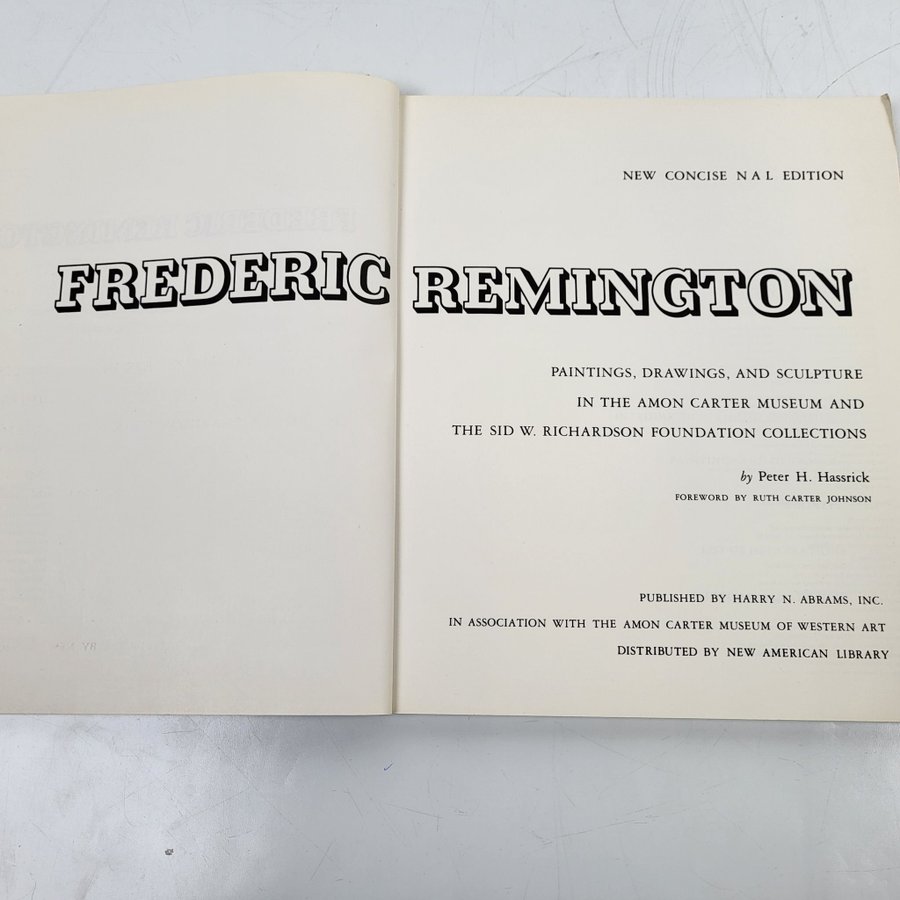 NEW CONCISE N A L EDITION
FREDERIC REMINGTON
PAINTINGS, DRAWINGS, AND SCULPTURE
IN THE AMON CARTER MUSEUM AND
THE SID W. RICHARDSON FOUNDATION COLLECTIONS
by Peter H. Hassrick
FOREWORD BY RUTH CARTER JOHNSON
PUBLISHED BY HARRY N. ABRAMS, INC.
IN ASSOCIATION WITH THE AMON CARTER MUSEUM OF WESTERN ART
DISTRIBUTED BY NEW AMERICAN LIBRARY